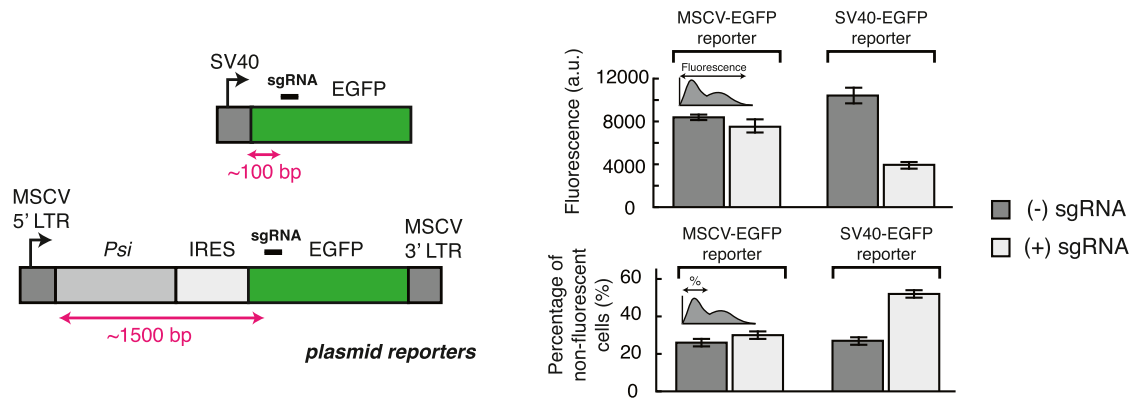 SV40
sgRNA
EGFP
~100 bp
MSCV
5' LTR
Psi
IRES
sgRNA
EGFP
MSCV
3' LTR
~1500 bp
plasmid reporters
MSCV-EGFP
reporter
SV40-EGFP
reporter
Fluorescence (a.u.)
12000
8000
4000
0
Fluorescence
MSCV-EGFP
reporter
SV40-EGFP
reporter
Percentage of
non-fluorescent
cells (%)
60
40
20
0
%
(-) sgRNA
(+) sgRNA